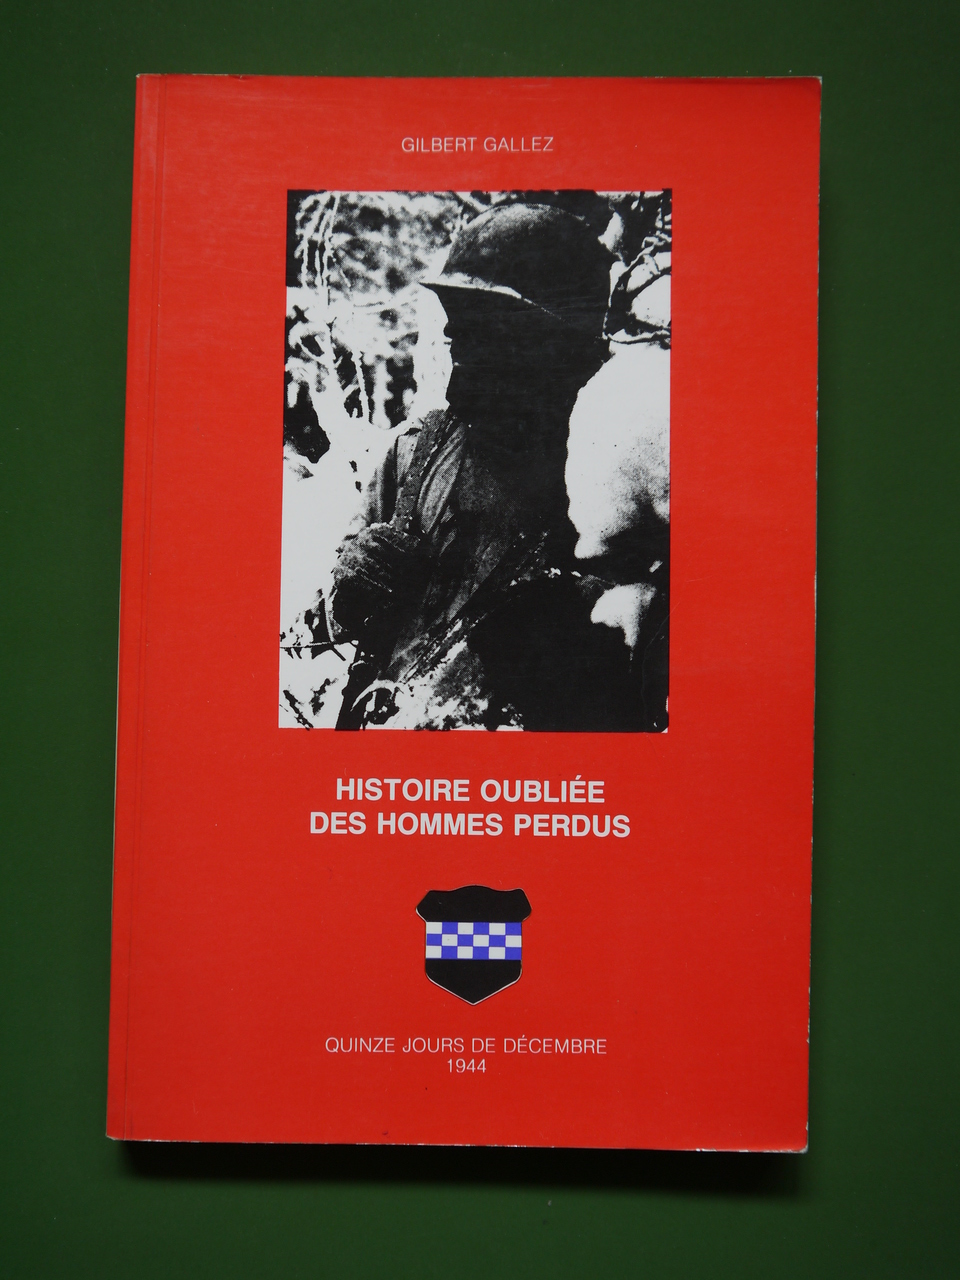 GILBERT GALLEZ
HISTOIRE OUBLIÉE
DES HOMMES PERDUS
QUINZE JOURS DE DÉCEMBRE
1944